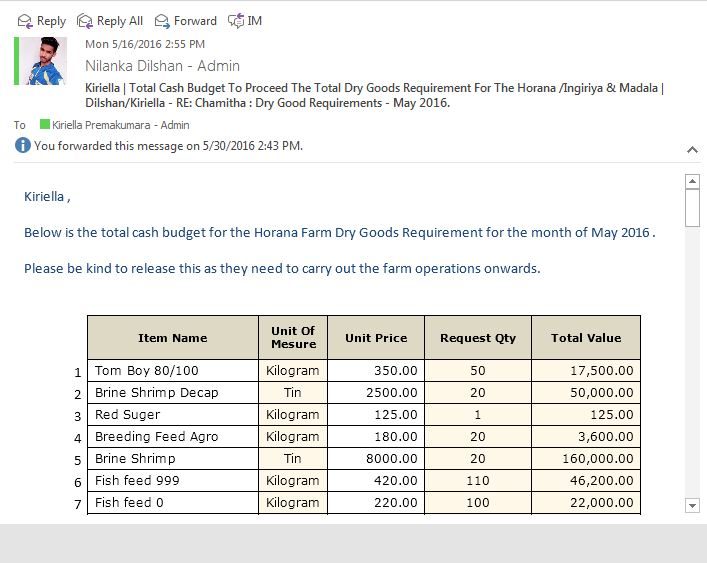 Reply Reply All Forward IM
Mon 5/16/2016 2:55 PM
Nilanka Dilshan - Admin
Kiriella | Total Cash Budget To Proceed The Total Dry Goods Requirement For The Horana /Ingiriya & Madala |
Dilshan/Kiriella - RE: Chamitha : Dry Good Requirements - May 2016.
To Kiriella Premakumara - Admin
You forwarded this message on 5/30/2016 2:43 PM.
Kiriella ,
Below is the total cash budget for the Horana Farm Dry Goods Requirement for the month of May 2016 .
Please be kind to release this as they need to carry out the farm operations onwards.
Item Name Unit Of Mesure Unit Price Request Qty Total Value
1 Tom Boy 80/100 Kilogram 350.00 50 17,500.00
2 Brine Shrimp Decap Tin 2500.00 20 50,000.00
3 Red Suger Kilogram 125.00 1 125.00
4 Breeding Feed Agro Kilogram 180.00 20 3,600.00
5 Brine Shrimp Tin 8000.00 20 160,000.00
6 Fish feed 999 Kilogram 420.00 110 46,200.00
7 Fish feed 0 Kilogram 220.00 100 22,000.00